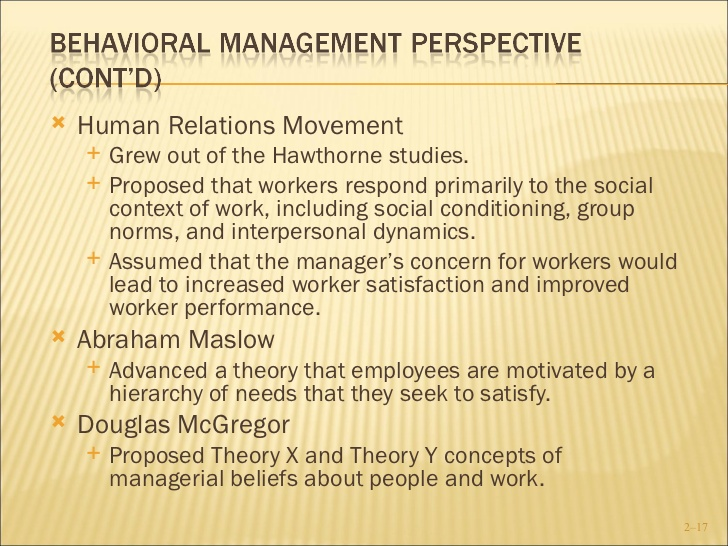 BEHAVIORAL MANAGEMENT PERSPECTIVE
(CONT’D)
Human Relations Movement
Grew out of the Hawthorne studies.
Proposed that workers respond primarily to the social
context of work, including social conditioning, group
norms, and interpersonal dynamics.
Assumed that the manager’s concern for workers would
lead to increased worker satisfaction and improved
worker performance.
Abraham Maslow
Advanced a theory that employees are motivated by a
hierarchy of needs that they seek to satisfy.
Douglas McGregor
Proposed Theory X and Theory Y concepts of
managerial beliefs about people and work.
2–17